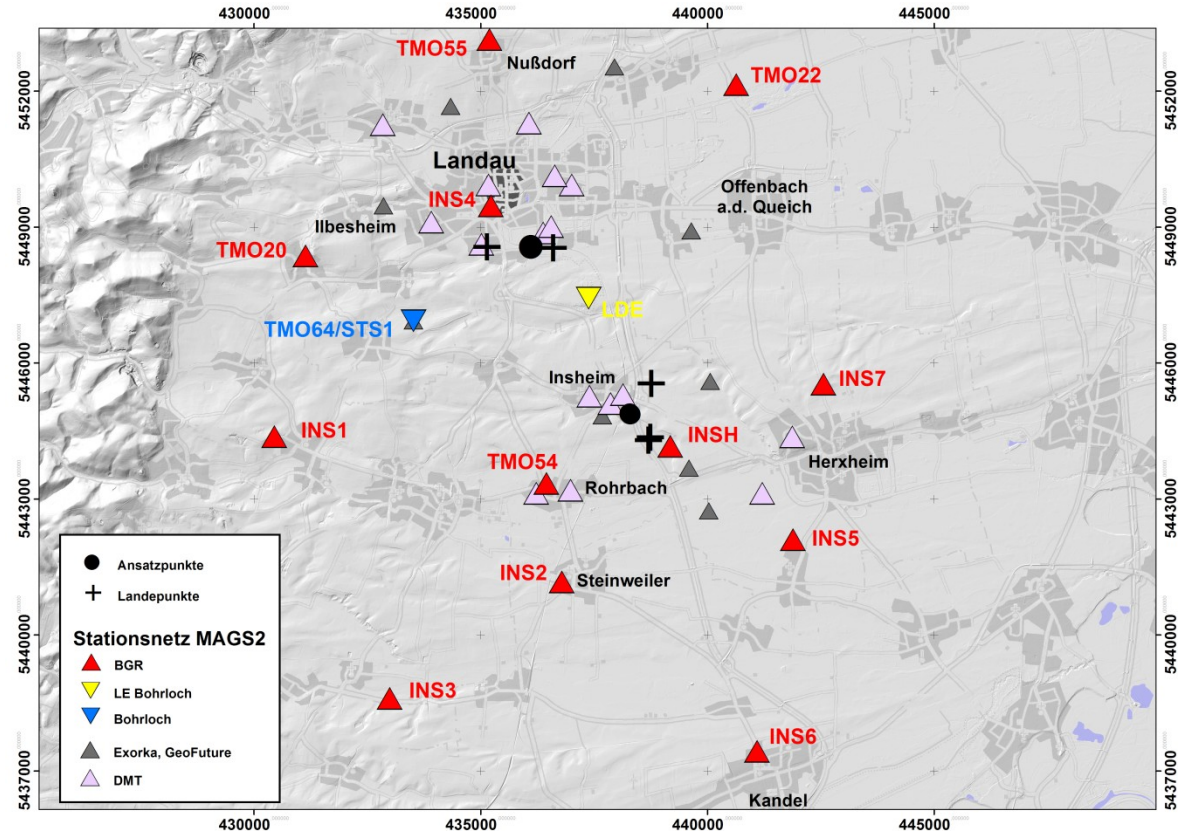 430000
435000
440000
445000
TMO55
Nußdorf
TMO22
5452000
5452000
Landau
INS4
Offenbach
a.d. Queich
Ilbesheim
5449000
5449000
TMO20
LDE
TMO64/STS1
5446000
5446000
Insheim
INS7
INS1
INSH
Herxheim
TMO54
Rohrbach
5443000
5443000
INS5
INS2
Steinweiler
Ansatzpunkte
Landepunkte
Stationsnetz MAGS2
BGR
LE Bohrloch
Bohrloch
Exorka, GeoFuture
DMT
5440000
5440000
INS3
INS6
5437000
5437000
Kandel
430000
435000
440000
445000